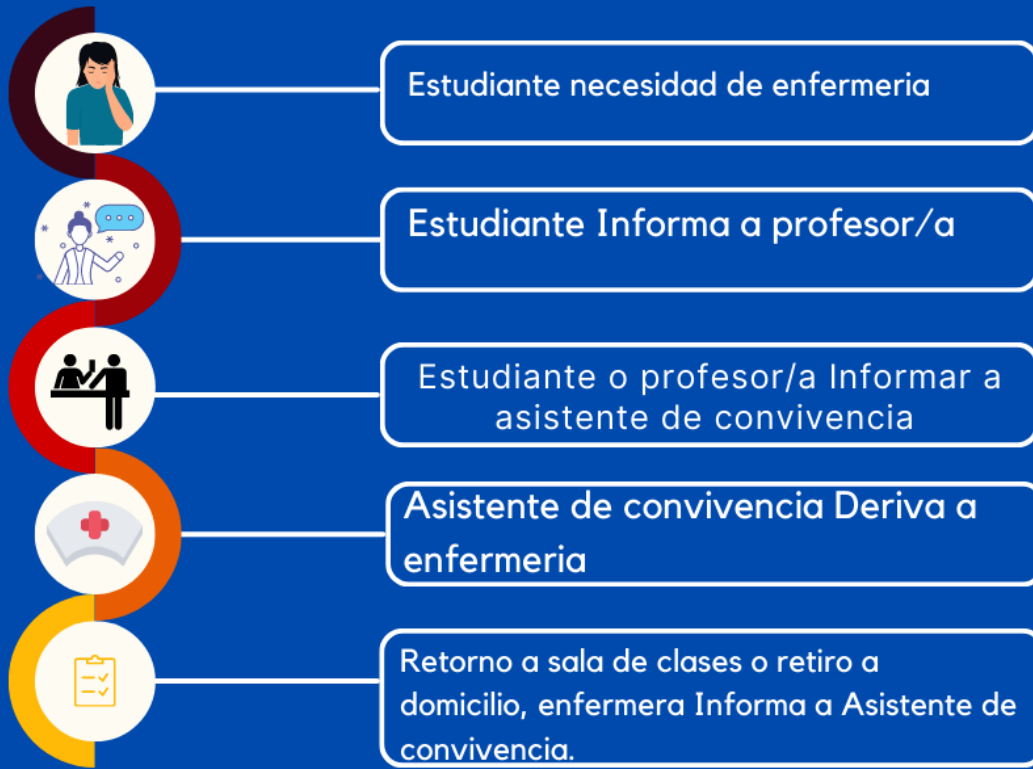 Estudiante necesidad de enfermeria
Estudiante Informa a profesor/a
Estudiante o profesor/a Informar a
asistente de convivencia
Asistente de convivencia Deriva a
enfermeria
Retorno a sala de clases o retiro a
domicilio, enfermera Informa a Asistente de
convivencia.